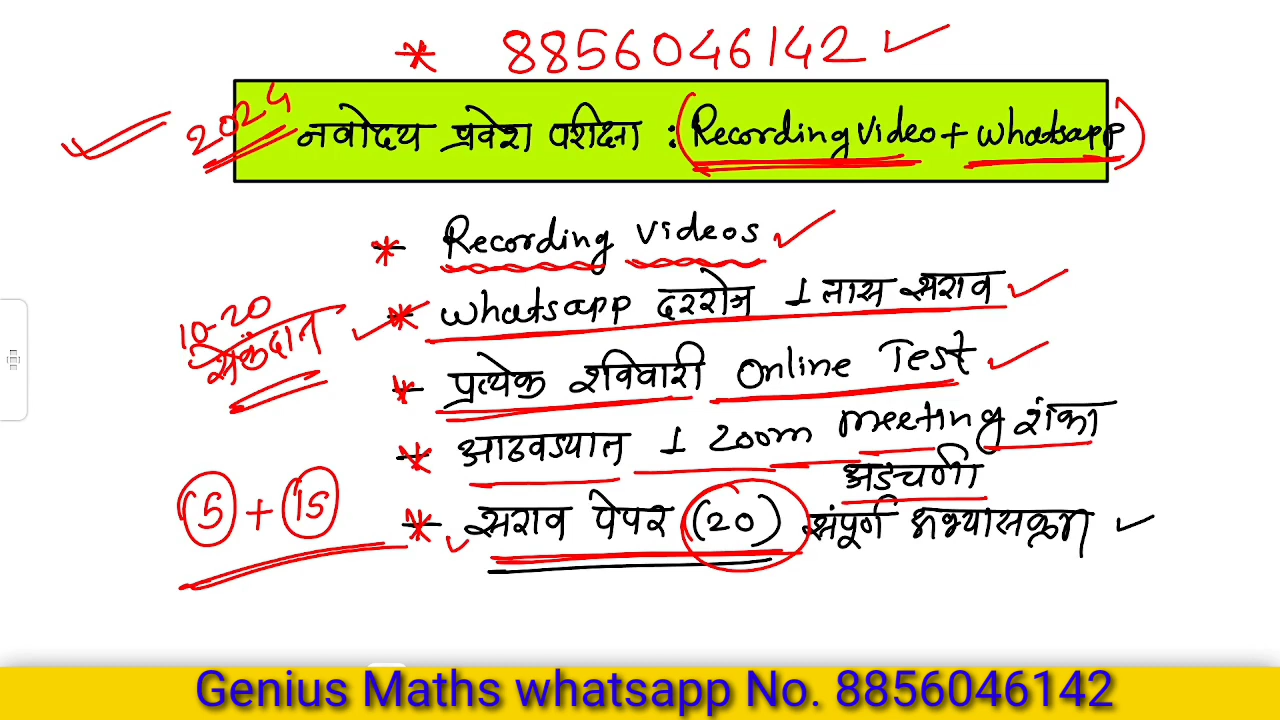 * 8856046142
2024 नवोदय प्रवेश परीक्षा : (Recording video + Whatsapp)
* Recording videos
* Whatsapp दररोज 1 तास सराव
10-20
सेकंदात
* प्रत्येक रविवारी Online Test
* आठवड्यात 1 zoom meeting शंका
अडचणी
(5) + (15)
* सराव पेपर (20) संपूर्ण अभ्यासक्रम
Genius Maths whatsapp No. 8856046142